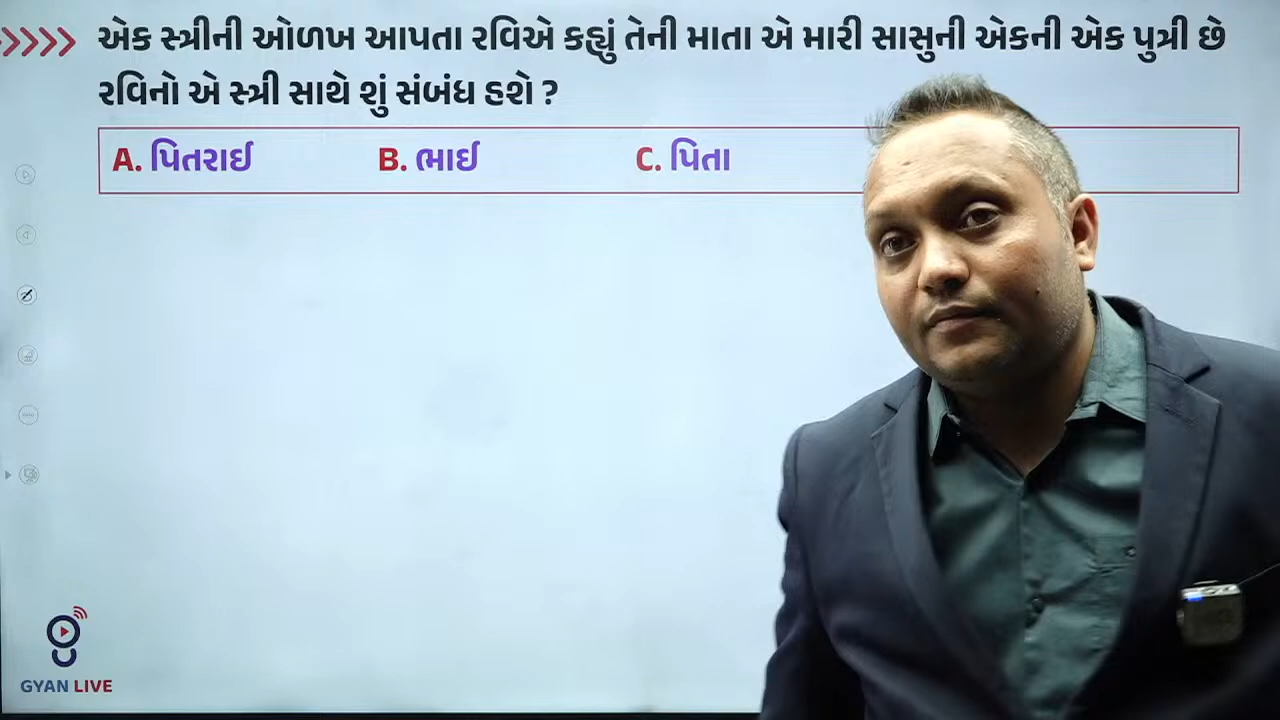 એક સ્ત્રીની ઓળખ આપતા રવિએ કહ્યું તેની માતા એ મારી સાસુની એકની એક પુત્રી છે
રવિનો એ સ્ત્રી સાથે શું સંબંધ હશે ?
A. પિતરાઈ B. ભાઈ C. પિતા
GYAN LIVE